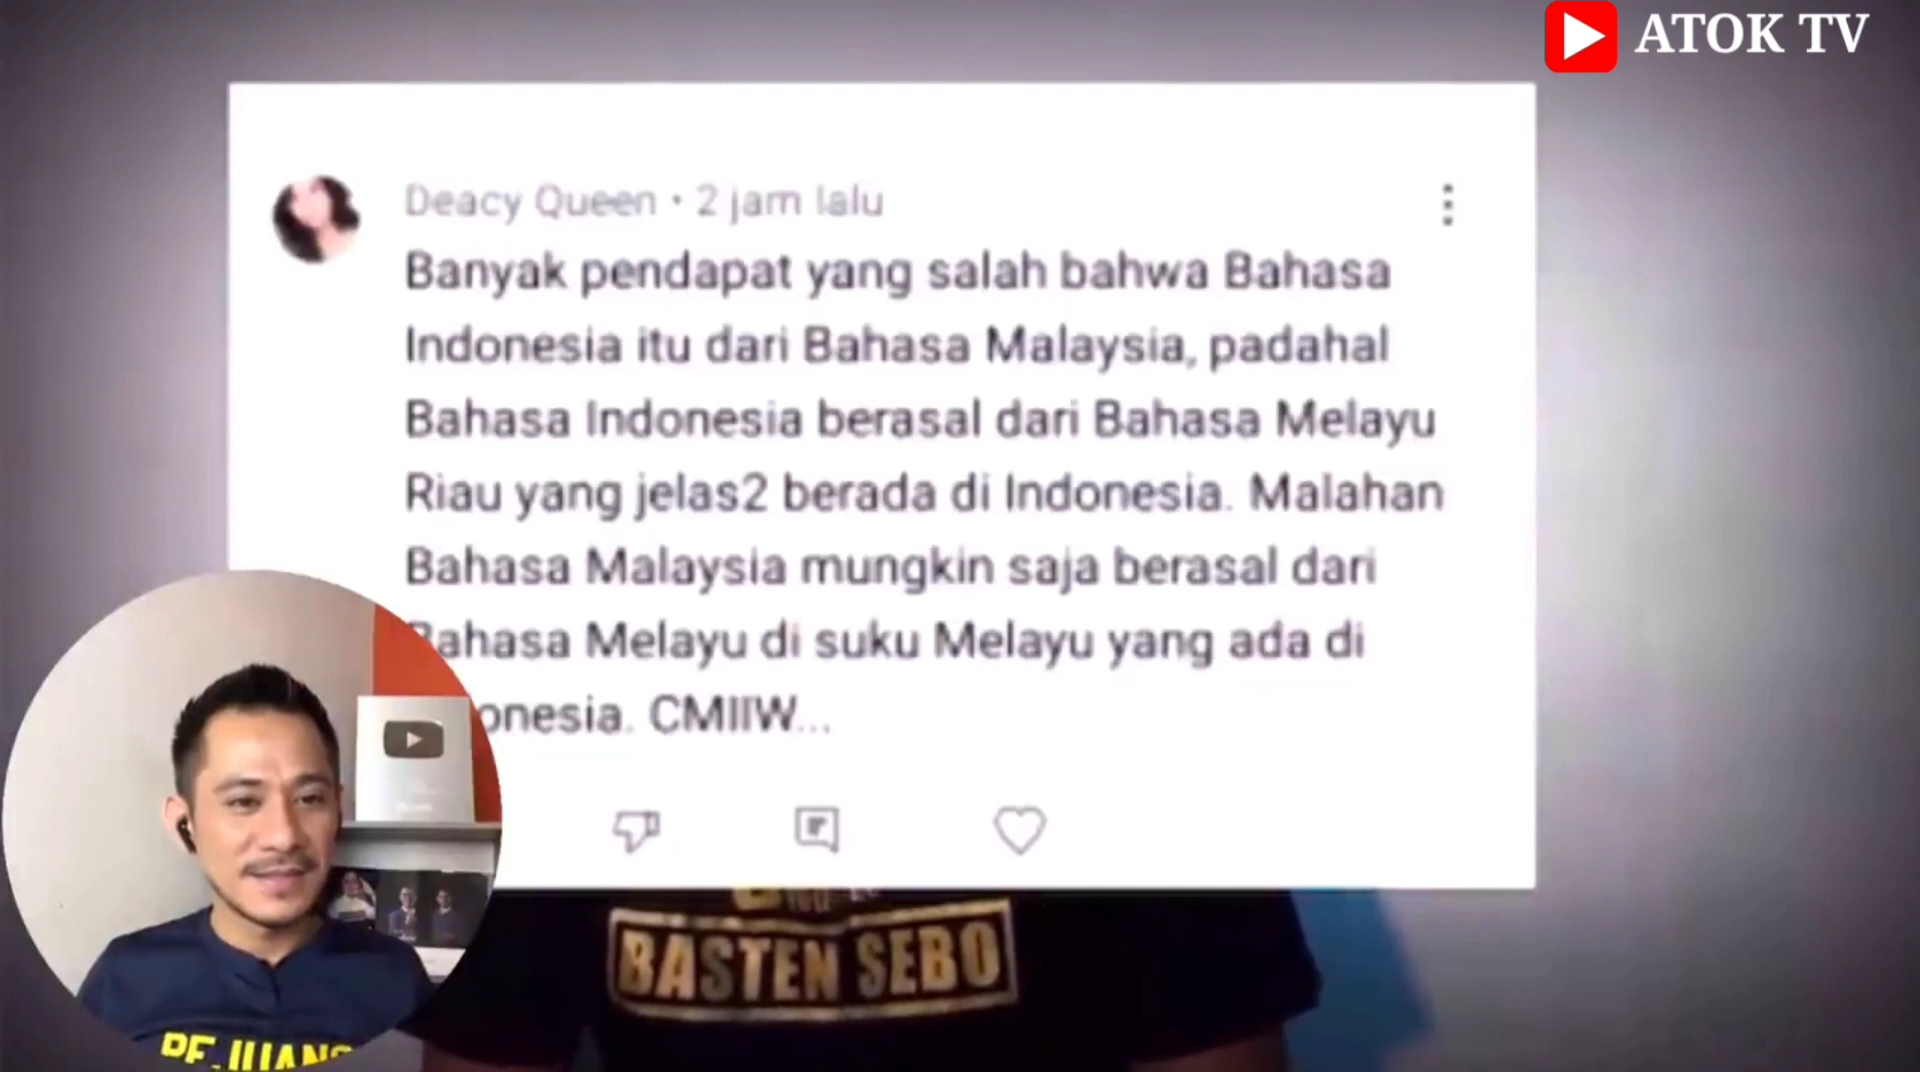 ATOK TV
Deacy Queen • 2 jam lalu
Banyak pendapat yang salah bahwa Bahasa
Indonesia itu dari Bahasa Malaysia, padahal
Bahasa Indonesia berasal dari Bahasa Melayu
Riau yang jelas2 berada di Indonesia. Malahan
Bahasa Malaysia mungkin saja berasal dari
Bahasa Melayu di suku Melayu yang ada di
onesia. CMIIW...
BASTEN SEBO